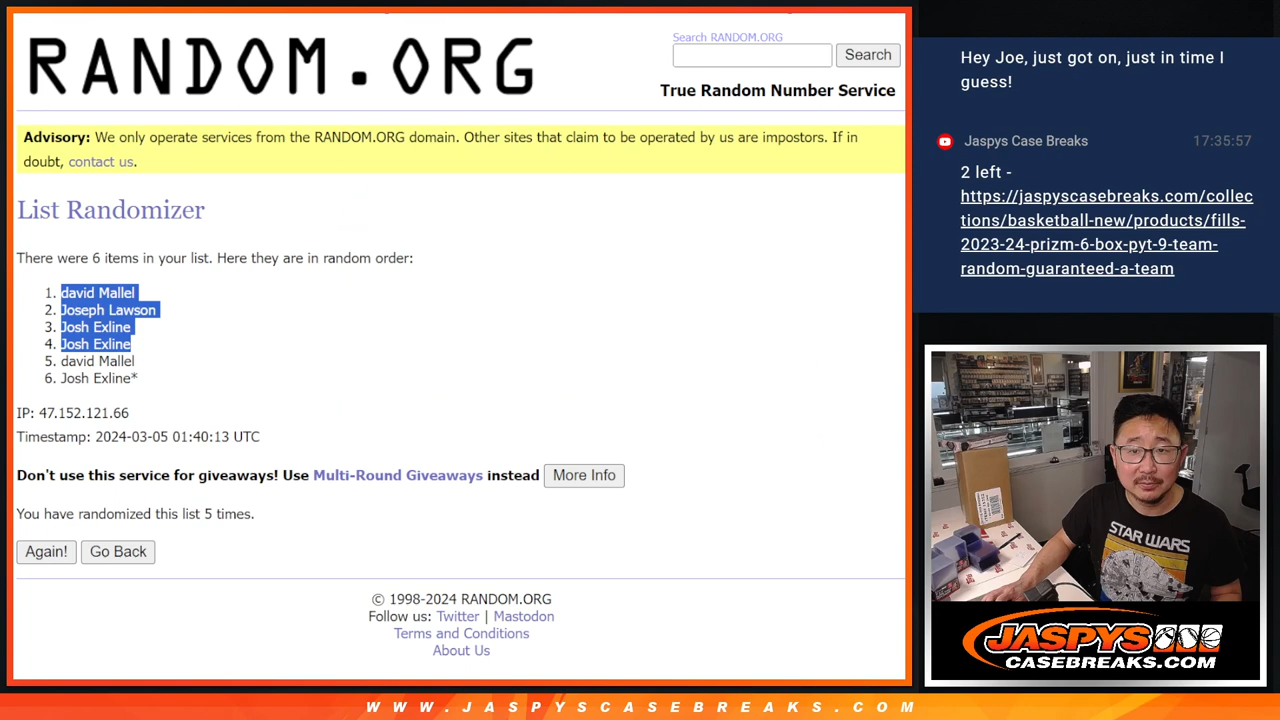 RANDOM.ORG
Search RANDOM.ORG
Search
True Random Number Service
Advisory: We only operate services from the RANDOM.ORG domain. Other sites that claim to be operated by us are impostors. If in
doubt, contact us.
List Randomizer
There were 6 items in your list. Here they are in random order:
1. david Mallel
2. Joseph Lawson
3. Josh Exline
4. Josh Exline
5. david Mallel
6. Josh Exline*
IP: 47.152.121.66
Timestamp: 2024-03-05 01:40:13 UTC
Don't use this service for giveaways! Use Multi-Round Giveaways instead More Info
You have randomized this list 5 times.
Again! Go Back
© 1998-2024 RANDOM.ORG
Follow us: Twitter | Mastodon
Terms and Conditions
About Us
Hey Joe, just got on, just in time I
guess!
Jaspys Case Breaks 17:35:57
2 left -
https://jaspyscasebreaks.com/collec
tions/basketball-new/products/fills-
2023-24-prizm-6-box-pyt-9-team-
random-guaranteed-a-team
STAR WARS
JASPYS
CASEBREAKS.COM
WWW.JASPYSCASEBREAKS.COM